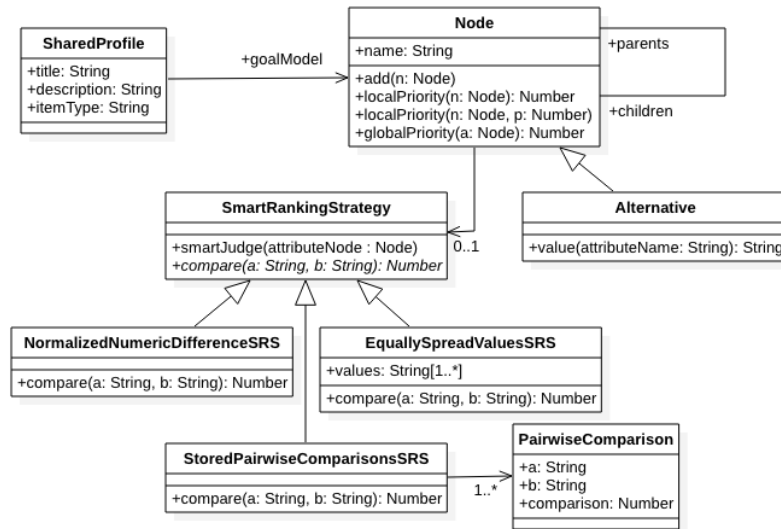 SharedProfile
+title: String
+description: String
+itemType: String
+goalModel
Node
+name: String
+add(n: Node)
+localPriority(n: Node): Number
+localPriority(n: Node, p: Number)
+globalPriority(a: Node): Number
+parents
+children
SmartRankingStrategy
+smartJudge(attributeNode : Node)
+compare(a: String, b: String): Number
0..1
Alternative
+value(attributeName: String): String
NormalizedNumericDifferenceSRS
+compare(a: String, b: String): Number
EquallySpreadValuesSRS
+values: String[1..*]
+compare(a: String, b: String): Number
StoredPairwiseComparisonsSRS
+compare(a: String, b: String): Number
1..*
PairwiseComparison
+a: String
+b: String
+comparison: Number